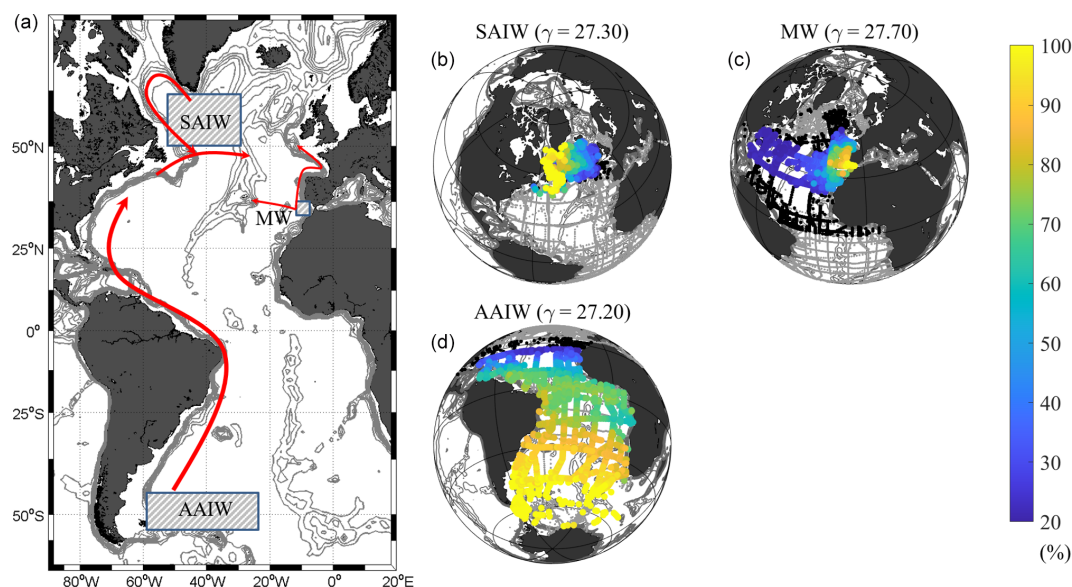 (a)
SAIW
MW
AAIW
50°N
25°N
0°
25°S
50°S
80°W
60°W
40°W
20°W
0°
20°E
SAIW (γ = 27.30)
(b)
MW (γ = 27.70)
(c)
AAIW (γ = 27.20)
(d)
100
90
80
70
60
50
40
30
20
(%)